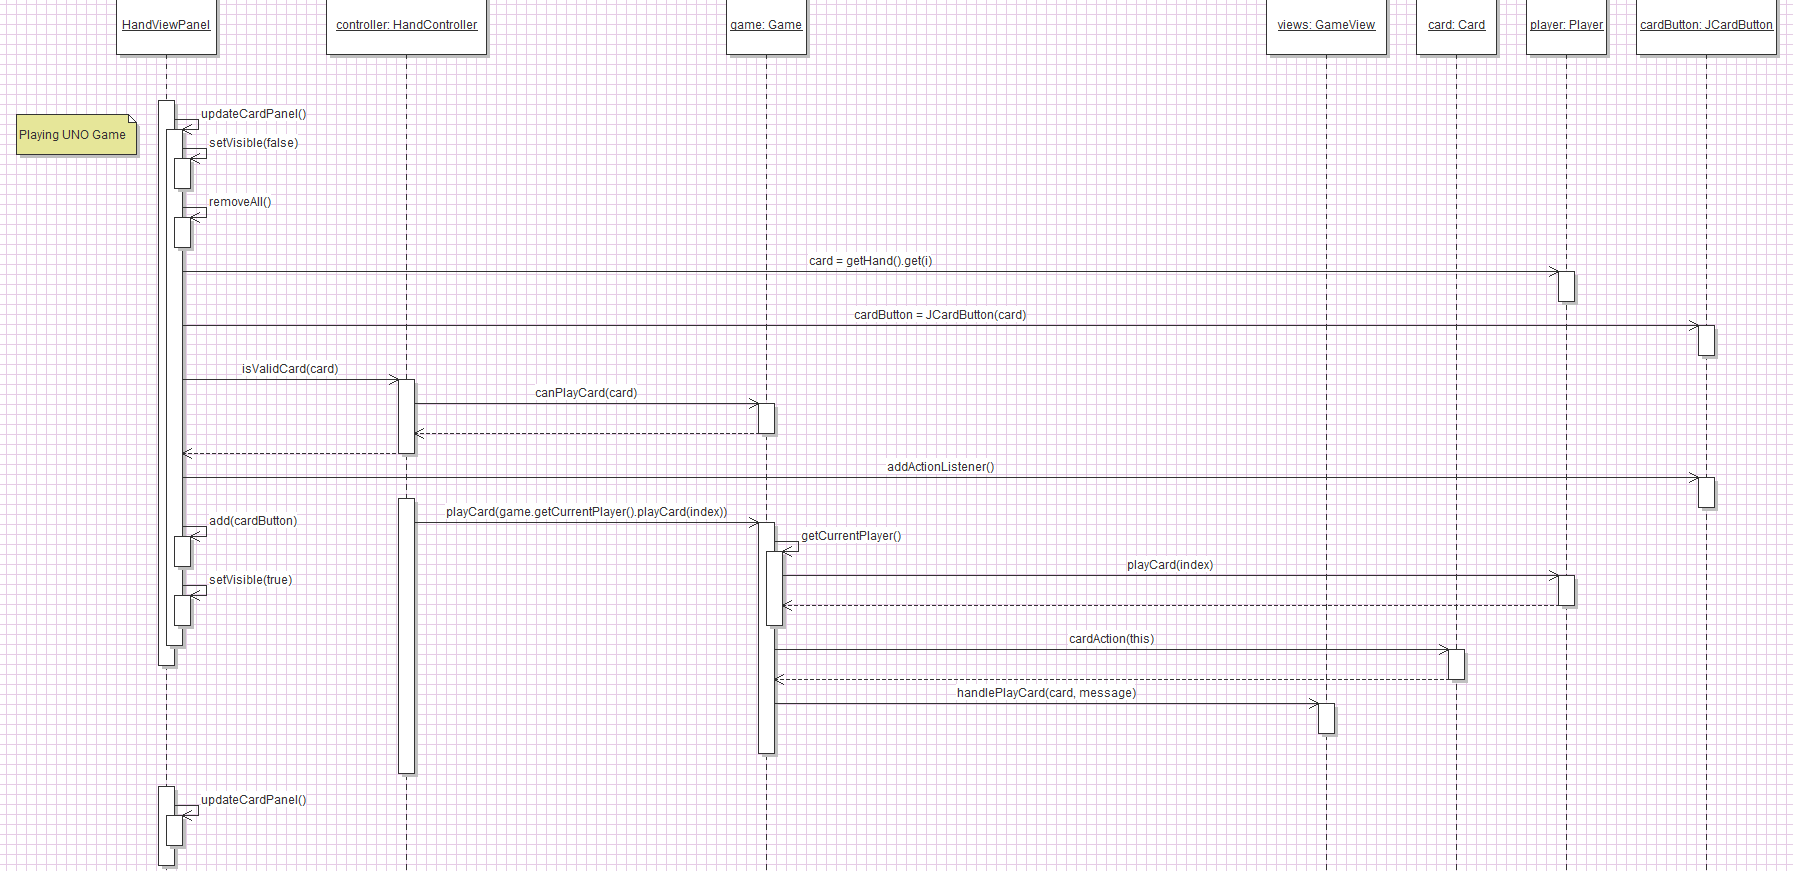 HandViewPanel
controller: HandController
game: Game
views: GameView
card: Card
player: Player
cardButton: JCardButton
updateCardPanel()
Playing UNO Game
setVisible(false)
removeAll()
card = getHand().get(i)
cardButton = JCardButton(card)
isValidCard(card)
canPlayCard(card)
addActionListener()
playCard(game.getCurrentPlayer().playCard(index))
add(cardButton)
getCurrentPlayer()
playCard(index)
setVisible(true)
cardAction(this)
handlePlayCard(card, message)
updateCardPanel()